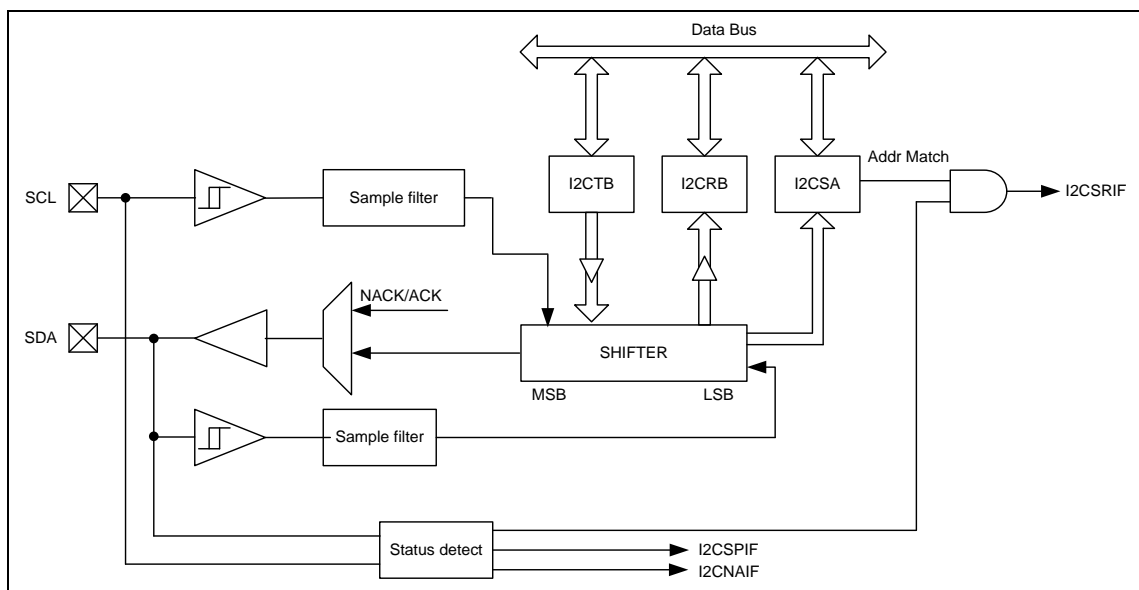 Data Bus
I2CTB
I2CRB
I2CSA
Addr Match
I2CSRIF
SCL
Sample filter
NACK/ACK
SDA
SHIFTER
MSB
LSB
Sample filter
Status detect
I2CSPIF
I2CNAIF